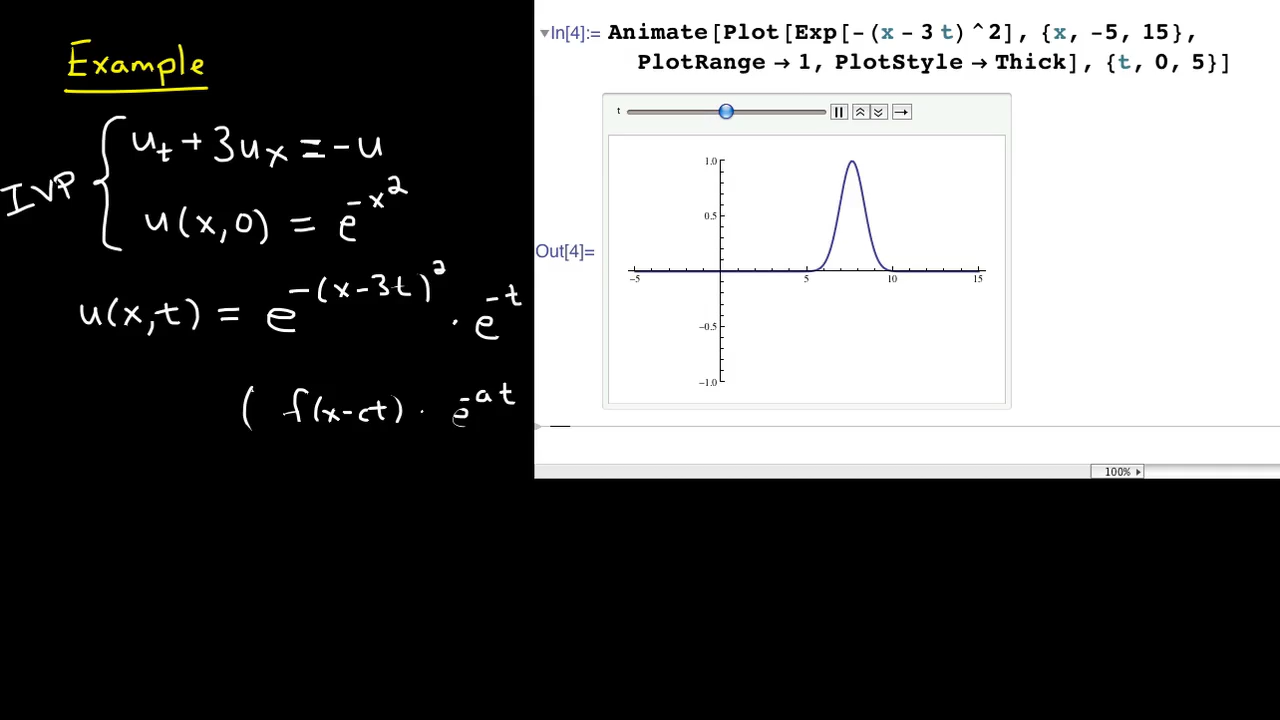 Example
IVP
u_t + 3u_x = -u
u(x,0) = e^{-x^2}
u(x,t) = e^{-(x-3t)^2} · e^{-t}
( f(x-ct) · e^{-at}
In[4]:= Animate[Plot[Exp[-(x - 3 t)^2], {x, -5, 15},
PlotRange → 1, PlotStyle → Thick], {t, 0, 5}]
t
Out[4]=
1.0
0.5
-5 5 10 15
-0.5
-1.0
100%